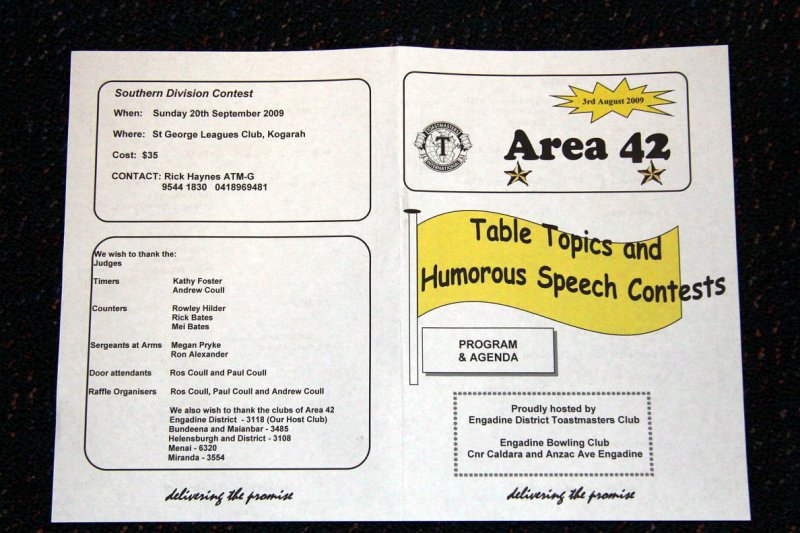 Southern Division Contest
When: Sunday 20th September 2009
Where: St George Leagues Club, Kogarah
Cost: $35
CONTACT: Rick Haynes ATM-G
9544 1830 0418969481
We wish to thank the:
Judges
Timers Kathy Foster
Andrew Coull
Counters Rowley Hilder
Rick Bates
Mei Bates
Sergeants at Arms Megan Pryke
Ron Alexander
Door attendants Ros Coull and Paul Coull
Raffle Organisers Ros Coull, Paul Coull and Andrew Coull
We also wish to thank the clubs of Area 42
Engadine District - 3118 (Our Host Club)
Bundeena and Maianbar - 3485
Helensburgh and District - 3108
Menai - 6320
Miranda - 3554
delivering the promise
3rd August 2009
TOASTMASTERS
T
INTERNATIONAL
Area 42
Table Topics and
Humorous Speech Contests
PROGRAM
& AGENDA
Proudly hosted by
Engadine District Toastmasters Club
Engadine Bowling Club
Cnr Caldara and Anzac Ave Engadine
delivering the promise